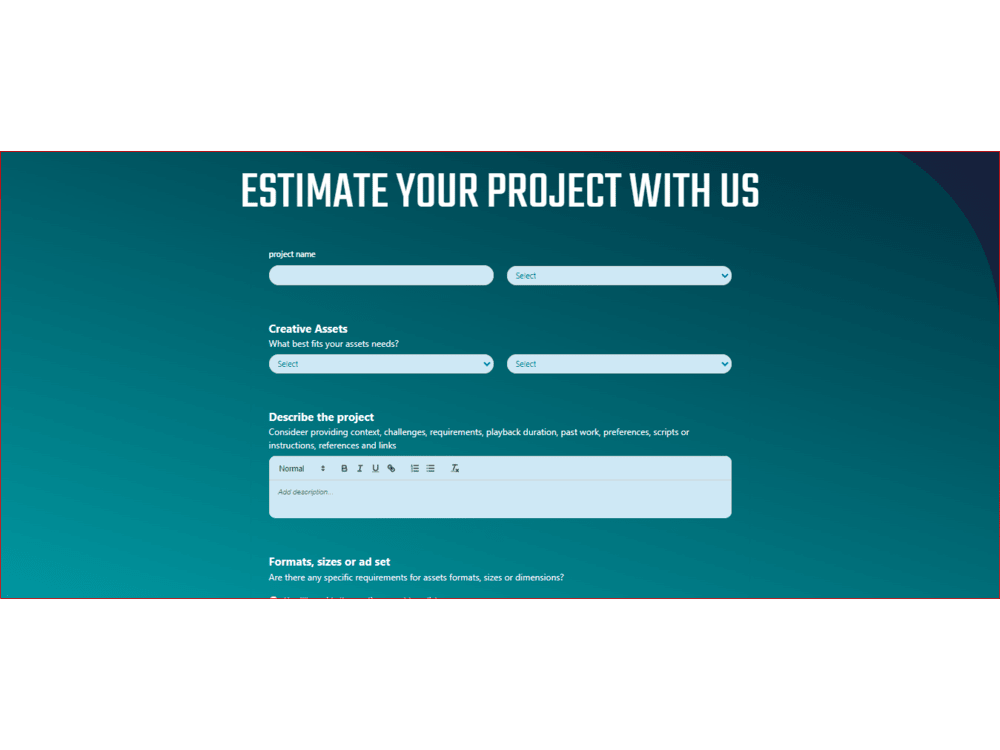 ESTIMATE YOUR PROJECT WITH US
project name
Select
Creative Assets
What best fits your assets needs?
Select Select
Describe the project
Consideer providing context, challenges, requirements, playback duration, past work, preferences, scripts or
instructions, references and links
Normal B I U
Add description...
Formats, sizes or ad set
Are there any specific requirements for assets formats, sizes or dimensions?